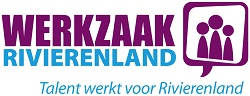 WERKZAAK
RIVIERENLAND
Talent werkt voor Rivierenland